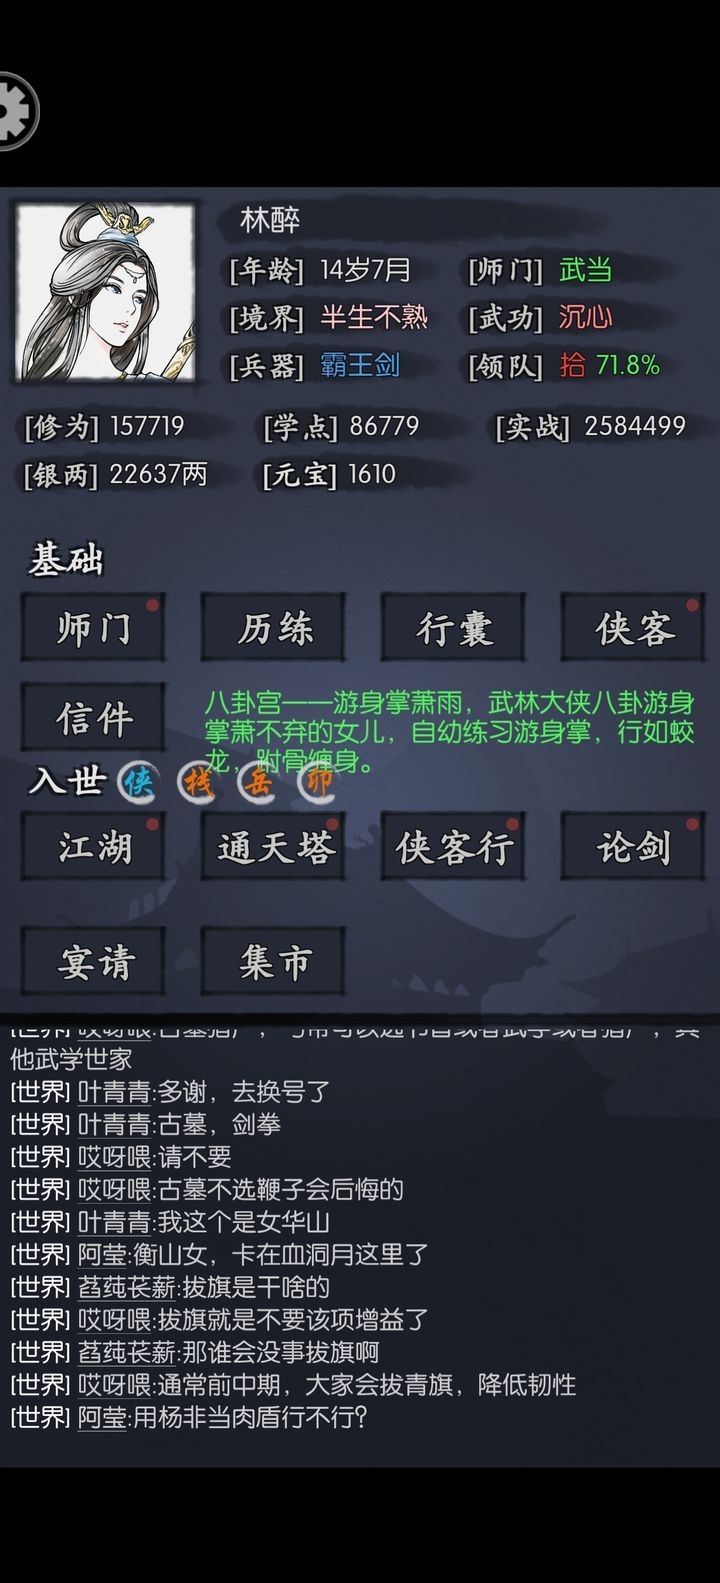 林醉
[年龄] 14岁7月 [师门] 武当
[境界] 半生不熟 [武功] 沉心
[兵器] 霸王剑 [领队] 拾 71.8%
[修为] 157719 [学点] 86779 [实战] 2584499
[银两] 22637两 [元宝] 1610
基础
师门 历练 行囊 侠客
信件
八卦宫——游身掌萧雨，武林大侠八卦游身
掌萧不弃的女儿，自幼练习游身掌，行如蛟
龙，附骨缠身。
入世 侠 栈 岳 卯
江湖 通天塔 侠客行 论剑
宴请 集市
他武学世家
[世界] 叶青青:多谢，去换号了
[世界] 叶青青:古墓，剑拳
[世界] 哎呀喂:请不要
[世界] 哎呀喂:古墓不选鞭子会后悔的
[世界] 叶青青:我这个是女华山
[世界] 阿莹:衡山女，卡在血洞月这里了
[世界] 萏莼苌薪:拔旗是干啥的
[世界] 哎呀喂:拔旗就是不要该项增益了
[世界] 萏莼苌薪:那谁会没事拔旗啊
[世界] 哎呀喂:通常前中期，大家会拔青旗，降低韧性
[世界] 阿莹:用杨非当肉盾行不行?